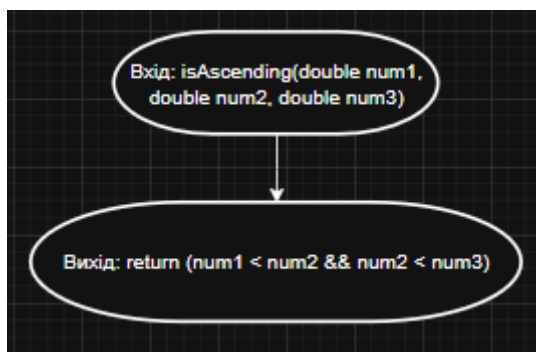 Вхід: isAscending(double num1,
double num2, double num3)
Вихід: return (num1 < num2 && num2 < num3)